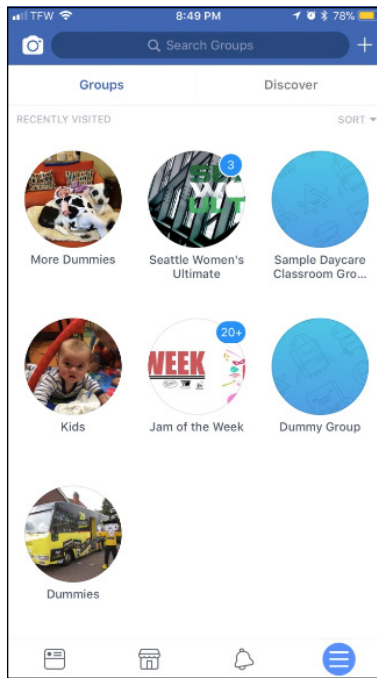 TFW 8:49 PM 78%
Search Groups
Groups Discover
RECENTLY VISITED SORT
3
WEEK
20+
More Dummies
Seattle Women's
Ultimate
Sample Daycare
Classroom Gro...
Kids
Jam of the Week
Dummy Group
Dummies